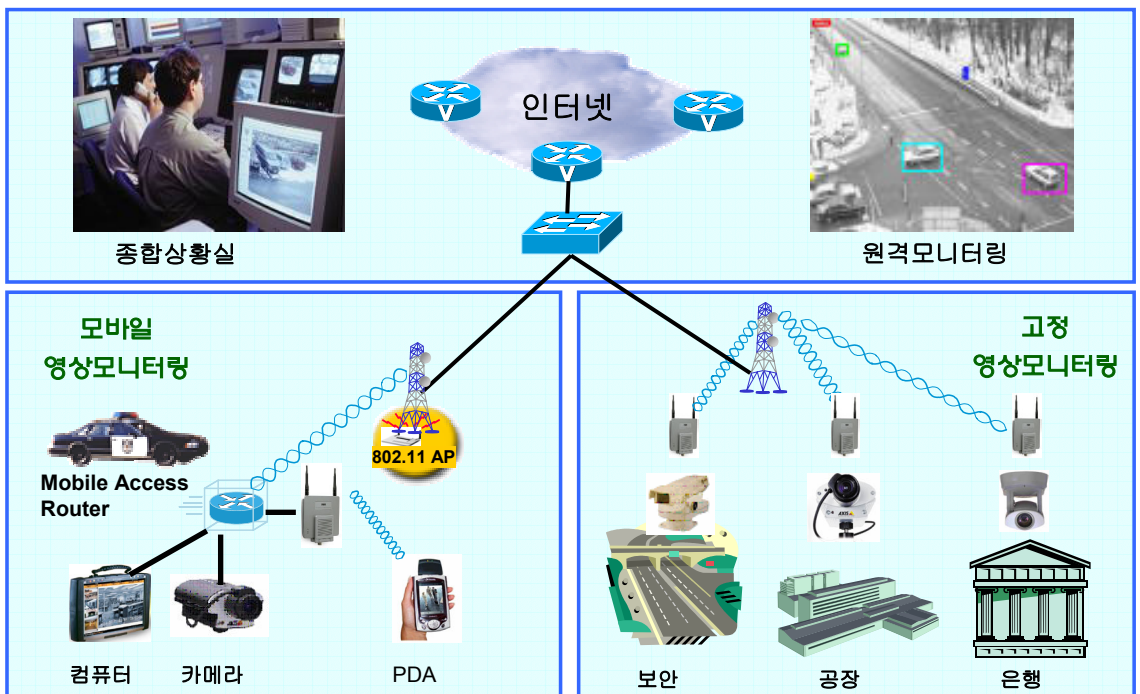 인터넷
종합상황실
원격모니터링
모바일
영상모니터링
802.11 AP
Mobile Access
Router
컴퓨터
카메라
PDA
고정
영상모니터링
AXIS
보안
공장
은행